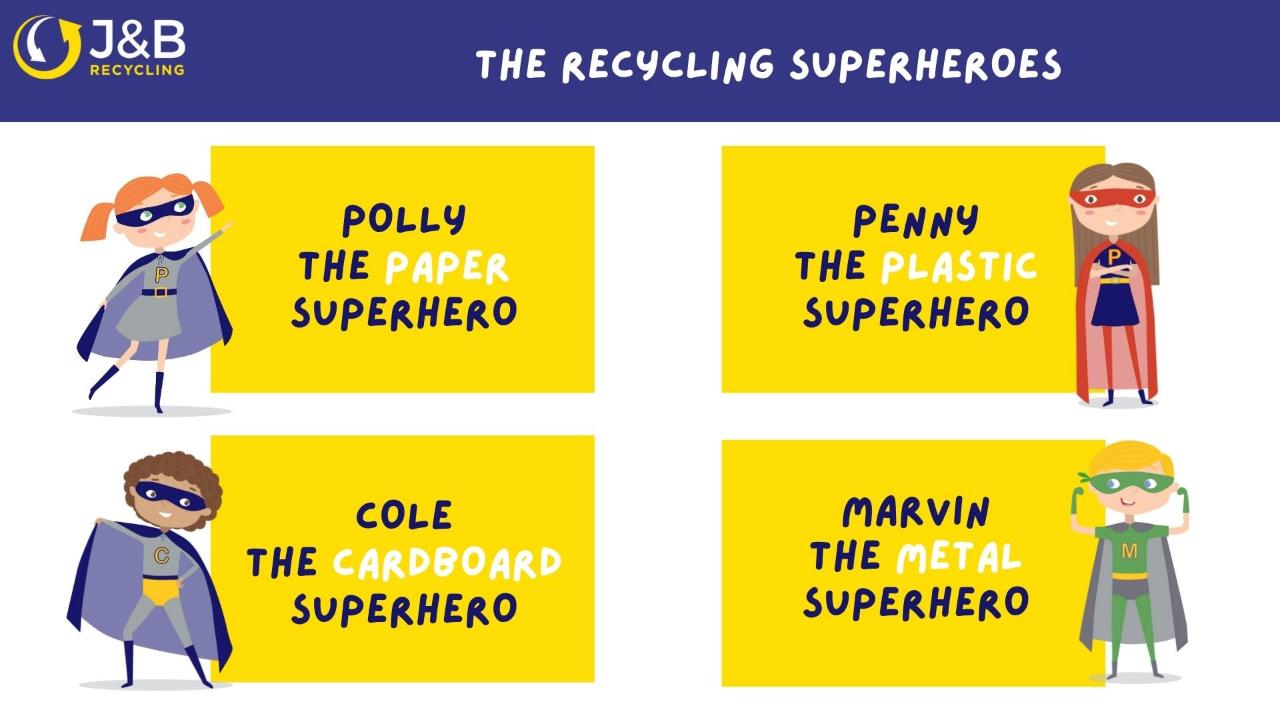 J&B
RECYCLING
THE RECYCLING SUPERHEROES
POLLY
THE PAPER
SUPERHERO
P
PENNY
THE PLASTIC
SUPERHERO
P
COLE
THE CARDBOARD
SUPERHERO
C
MARVIN
THE METAL
SUPERHERO
M